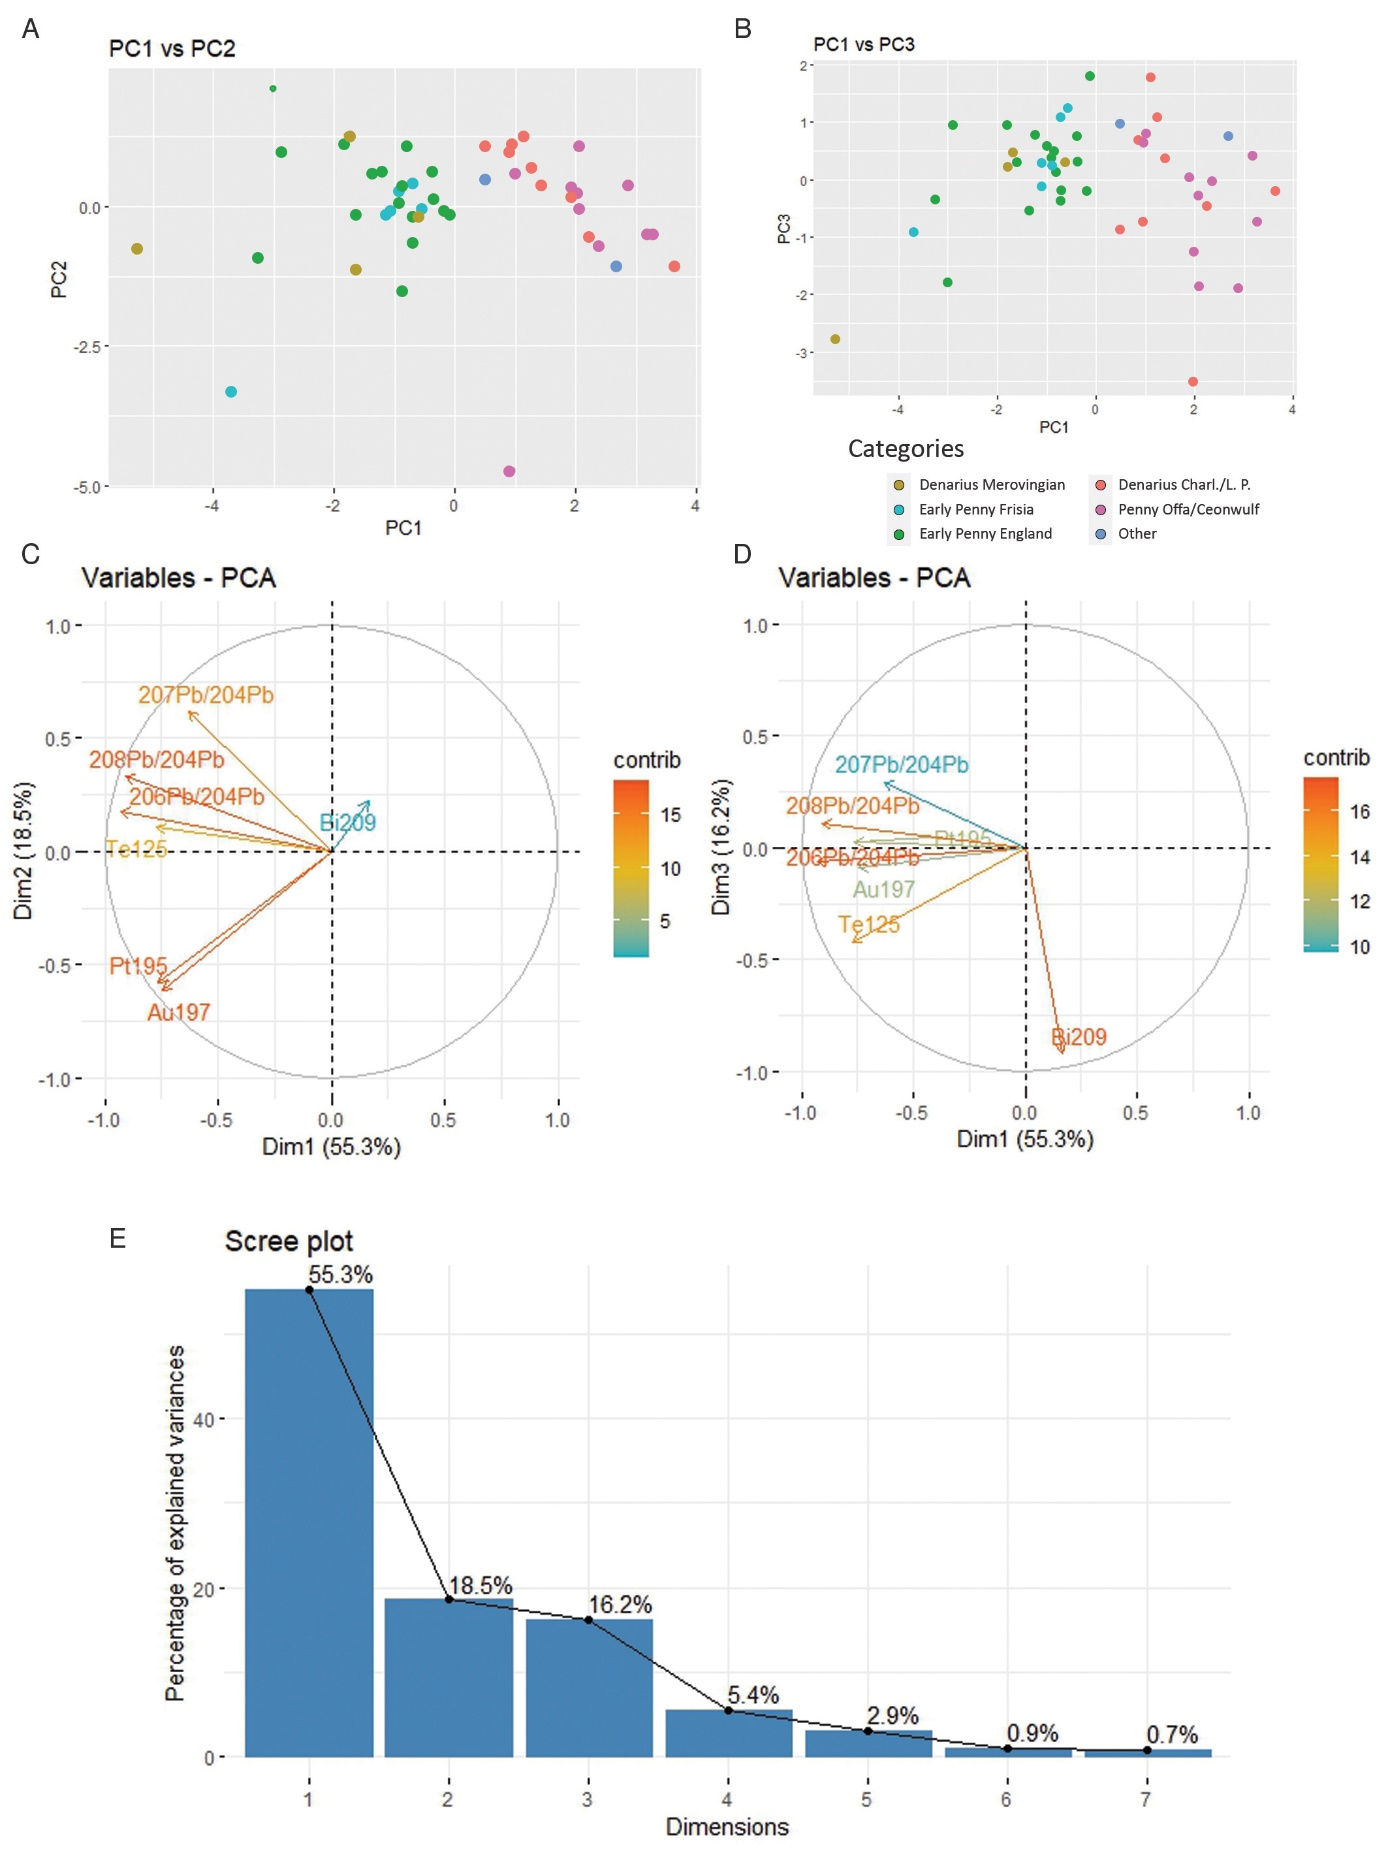 A
PC1 vs PC2
0.0
-2.5
-5.0
PC2
-4
-2
0
2
4
PC1
B
PC1 vs PC3
2
1
0
-1
-2
-3
PC3
-4
-2
0
2
4
PC1
Categories
Denarius Merovingian
Denarius Charl./L. P.
Early Penny Frisia
Penny Offa/Ceonwulf
Early Penny England
Other
C
Variables - PCA
1.0
0.5
0.0
-0.5
-1.0
Dim2 (18.5%)
207Pb/204Pb
208Pb/204Pb
206Pb/204Pb
Bi209
Te125
Pt195
Au197
-1.0
-0.5
0.0
0.5
1.0
Dim1 (55.3%)
contrib
15
10
5
D
Variables - PCA
1.0
0.5
0.0
-0.5
-1.0
Dim3 (16.2%)
207Pb/204Pb
208Pb/204Pb
Pt195
206Pb/204Pb
Au197
Te125
Bi209
-1.0
-0.5
0.0
0.5
1.0
Dim1 (55.3%)
contrib
16
14
12
10
E
Scree plot
55.3%
18.5%
16.2%
5.4%
2.9%
0.9%
0.7%
40
20
0
Percentage of explained variances
1
2
3
4
5
6
7
Dimensions